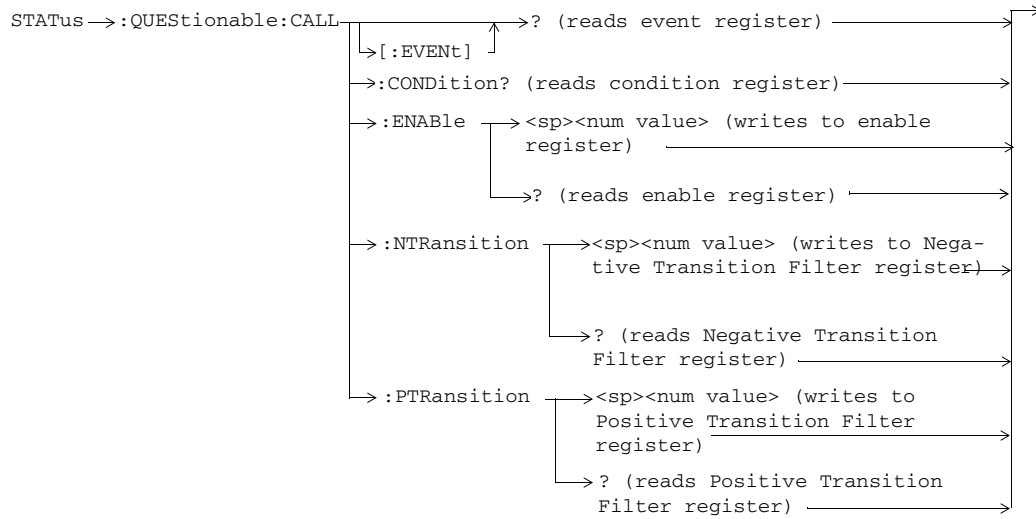 STATus :QUEStionable:CALL ? (reads event register)
[:EVENt]
:CONDition? (reads condition register)
:ENABle <sp><num value> (writes to enable
register)
? (reads enable register)
:NTRansition <sp><num value> (writes to Nega-
tive Transition Filter register)
? (reads Negative Transition
Filter register)
:PTRansition <sp><num value> (writes to
Positive Transition Filter
register)
? (reads Positive Transition
Filter register)